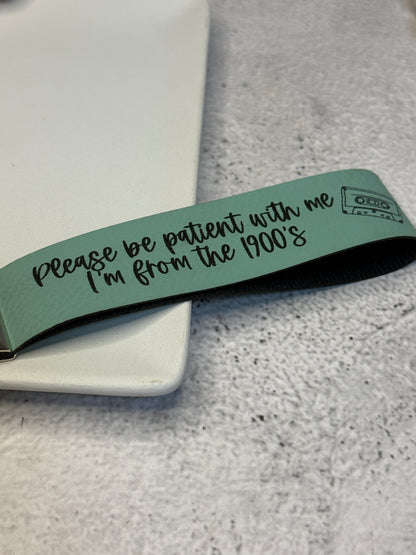 Please be patient with me
I'm from the 1900's